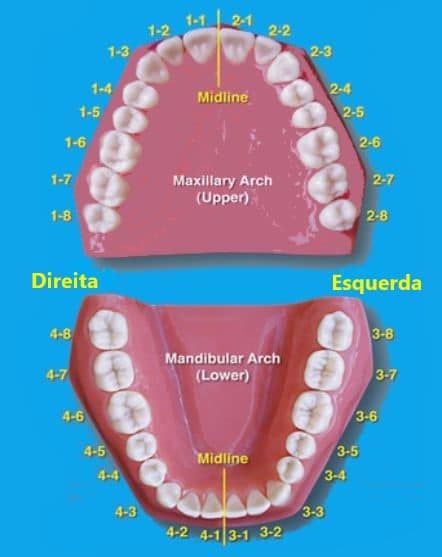 1-1 2-1
1-2 2-2
1-3 2-3
1-4 Midline 2-4
1-5 2-5
1-6 2-6
1-7 Maxillary Arch 2-7
(Upper)
1-8 2-8
Direita Esquerda
4-8 3-8
4-7 Mandibular Arch 3-7
(Lower)
4-6 3-6
4-5 Midline 3-5
4-4 3-4
4-3 3-3
4-2 4-1 3-1 3-2